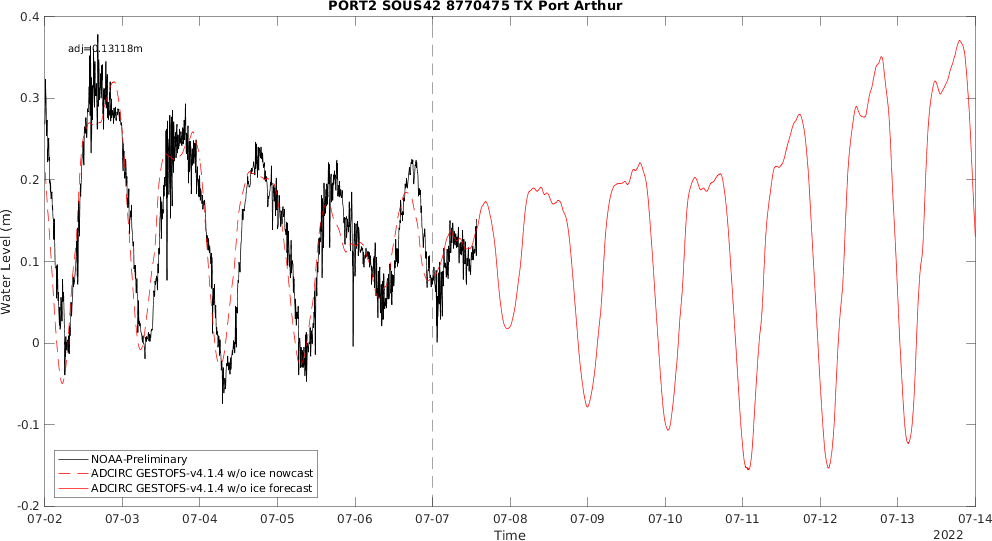 PORT2 SOUS42 8770475 TX Port Arthur
0.4
adj=0.13118m
0.3
0.2
0.1
0
-0.1
-0.2
Water Level (m)
NOAA-Preliminary
ADCIRC GESTOFS-v4.1.4 w/o ice nowcast
ADCIRC GESTOFS-v4.1.4 w/o ice forecast
07-02 07-03 07-04 07-05 07-06 07-07 07-08 07-09 07-10 07-11 07-12 07-13 07-14
Time
2022